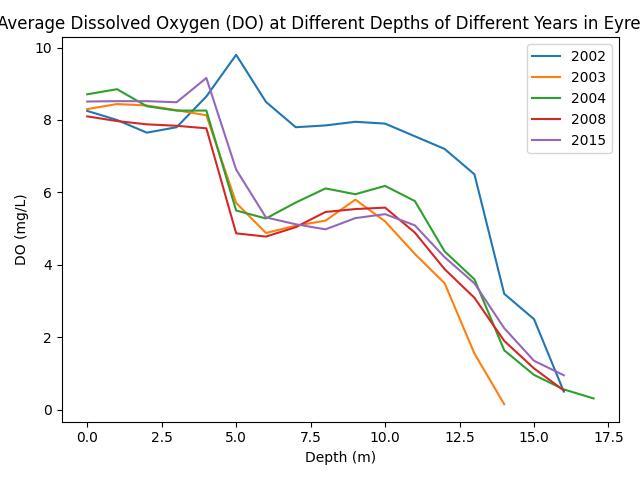 Average Dissolved Oxygen (DO) at Different Depths of Different Years in Eyre
10
8
6
4
2
0
DO (mg/L)
2002
2003
2004
2008
2015
0.0 2.5 5.0 7.5 10.0 12.5 15.0 17.5
Depth (m)